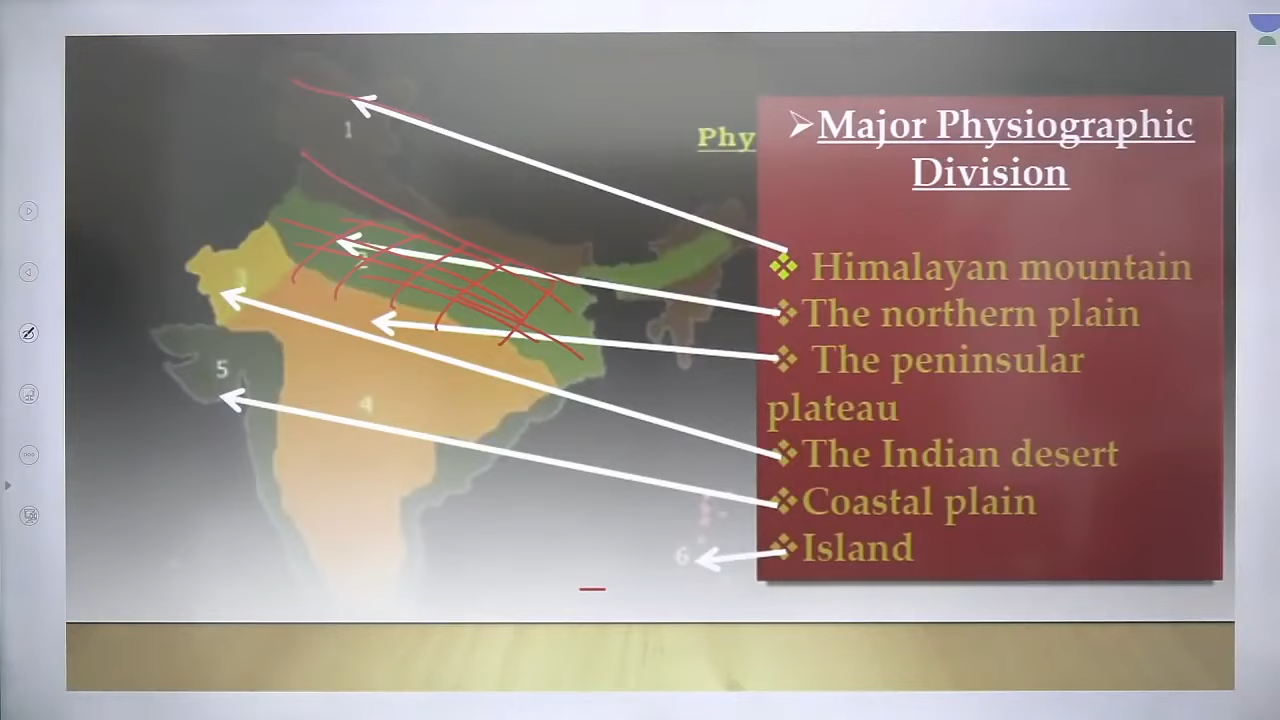 1
Phy
➢Major Physiographic
Division
❖ Himalayan mountain
❖The northern plain
❖ The peninsular
plateau
❖The Indian desert
❖Coastal plain
❖Island
3
5
4
6